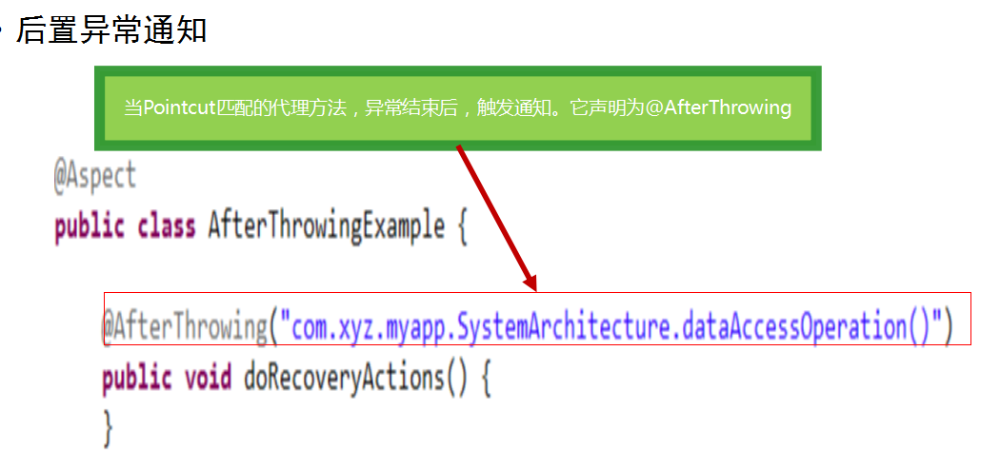 • 后置异常通知
当Pointcut匹配的代理方法，异常结束后，触发通知。它声明为@AfterThrowing
@Aspect
public class AfterThrowingExample {
@AfterThrowing("com.xyz.myapp.SystemArchitecture.dataAccessOperation()")
public void doRecoveryActions() {
}